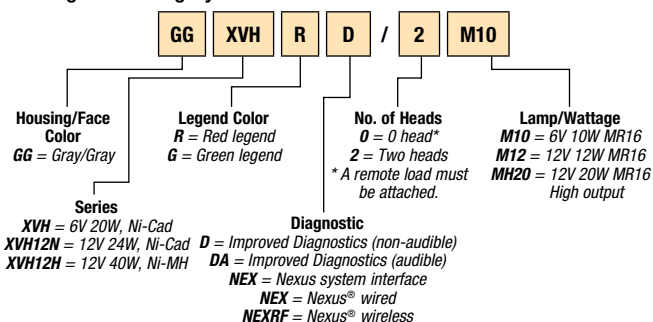 GG XVH R D / 2 M10
Housing/Face
Color
GG = Gray/Gray
Legend Color
R = Red legend
G = Green legend
No. of Heads
0 = 0 head*
2 = Two heads
* A remote load must
be attached.
Lamp/Wattage
M10 = 6V 10W MR16
M12 = 12V 12W MR16
MH20 = 12V 20W MR16
High output
Series
XVH = 6V 20W, Ni-Cad
XVH12N = 12V 24W, Ni-Cad
XVH12H = 12V 40W, Ni-MH
Diagnostic
D = Improved Diagnostics (non-audible)
DA = Improved Diagnostics (audible)
NEX = Nexus system interface
NEX = Nexus® wired
NEXRF = Nexus® wireless